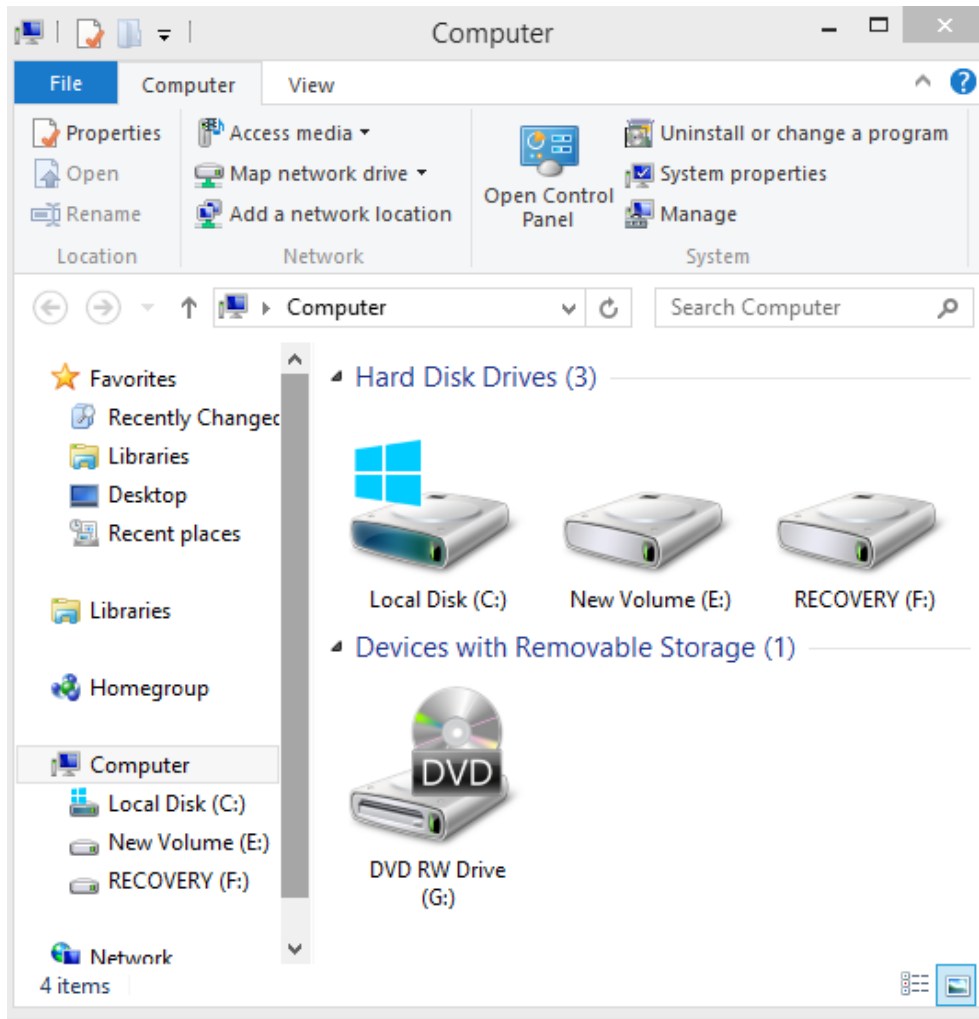 Computer
File Computer View
Properties Access media Uninstall or change a program
Open Map network drive System properties
Open Control
Panel
Rename Add a network location Manage
Location Network System
Computer Search Computer
Favorites
Recently Changed
Libraries
Desktop
Recent places
Libraries
Homegroup
Computer
Local Disk (C:)
New Volume (E:)
RECOVERY (F:)
Network
Hard Disk Drives (3)
Local Disk (C:) New Volume (E:) RECOVERY (F:)
Devices with Removable Storage (1)
DVD
DVD RW Drive
(G:)
4 items